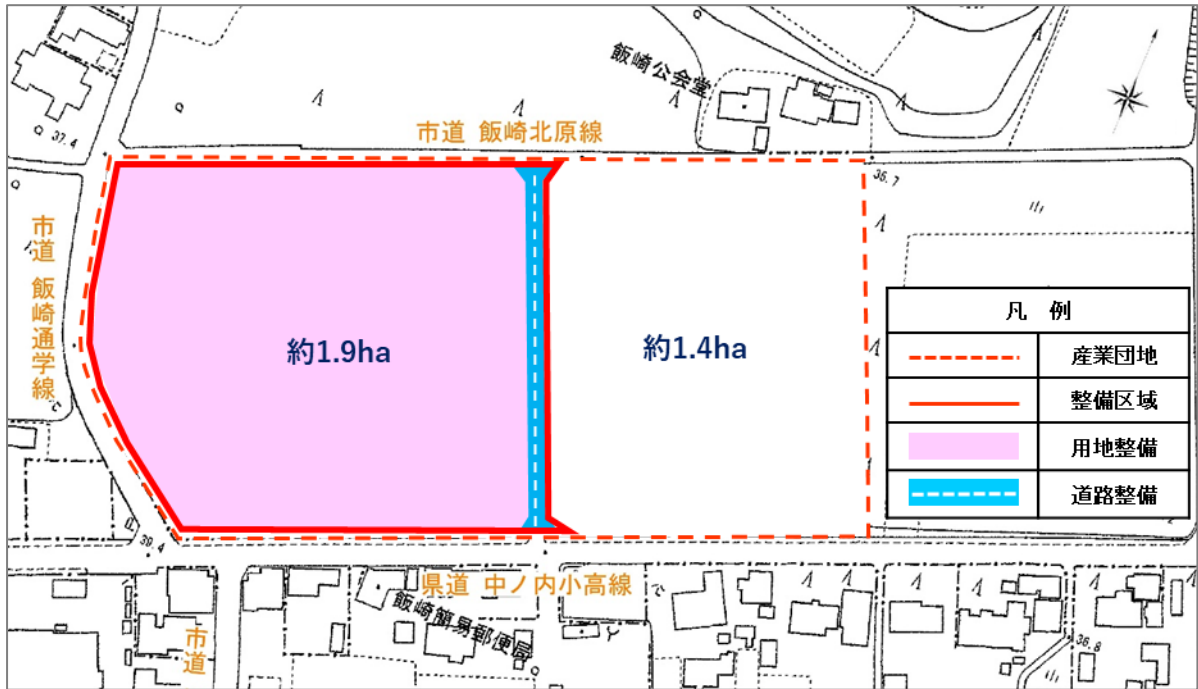 飯崎公会堂
37.4
市道 飯崎北原線
36.7
市道 飯崎通学線
約1.9ha
約1.4ha
凡 例
産業団地
整備区域
用地整備
道路整備
39.4
県道 中ノ内小高線
飯崎簡易郵便局
市道
36.8